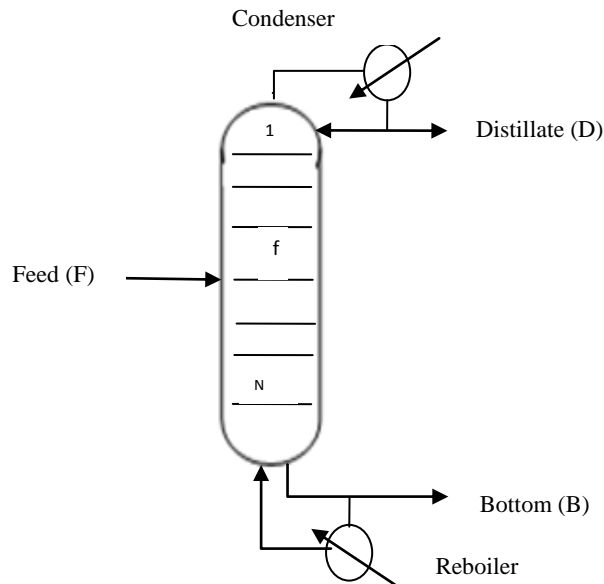 Condenser
1
Distillate (D)
f
Feed (F)
N
Bottom (B)
Reboiler